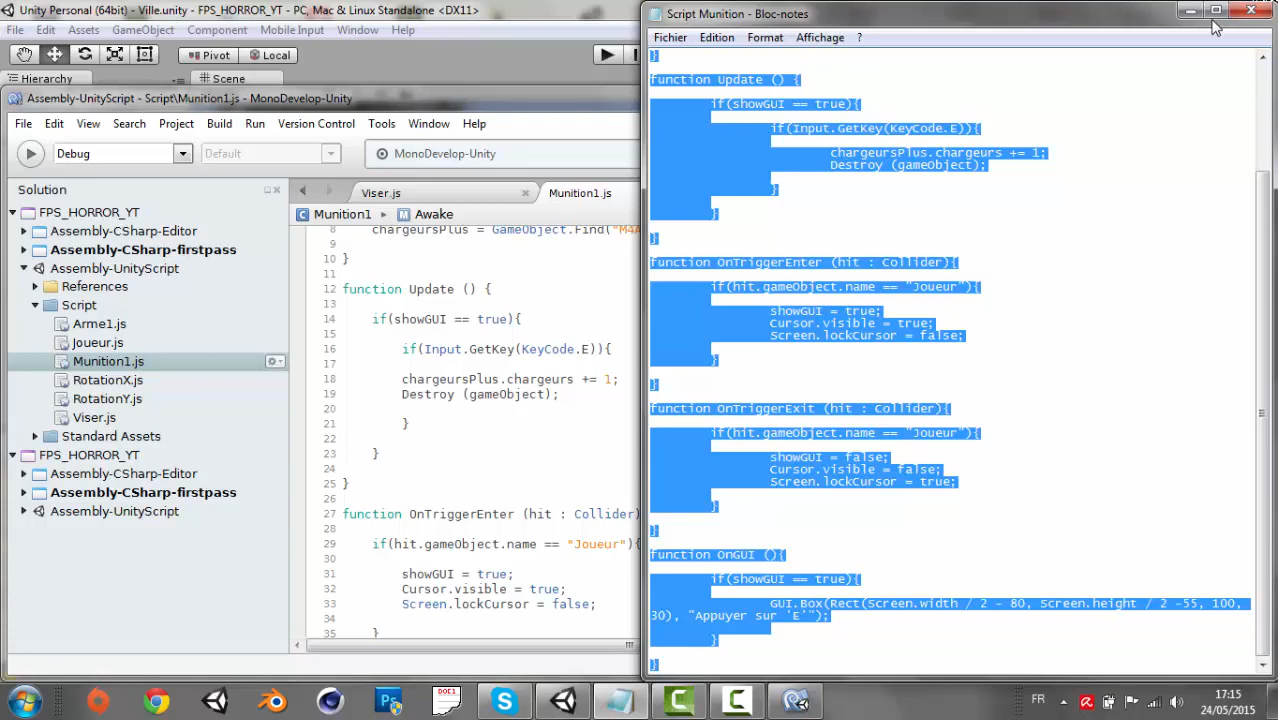 Unity Personal (64bit) - Ville.unity - FPS_HORROR_YT - PC, Mac & Linux Standalone <DX11>
File Edit Assets GameObject Component Mobile Input Window Help
Pivot Local
Hierarchy Scene
Assembly-UnityScript - Script\Munition1.js - MonoDevelop-Unity
File Edit View Search Project Build Run Version Control Tools Window Help
Debug Default MonoDevelop-Unity
Solution
FPS_HORROR_YT
Assembly-CSharp-Editor
Assembly-CSharp-firstpass
Assembly-UnityScript
References
Script
Arme1.js
Joueur.js
Munition1.js
RotationX.js
RotationY.js
Viser.js
Standard Assets
FPS_HORROR_YT
Assembly-CSharp-Editor
Assembly-CSharp-firstpass
Assembly-UnityScript
Viser.js Munition1.js
Munition1 Awake
8 chargeursPlus = GameObject.Find("M4A
9
10 }
11
12 function Update () {
13
14 if(showGUI == true){
15
16 if(Input.GetKey(KeyCode.E)){
17
18 chargeursPlus.chargeurs += 1;
19 Destroy (gameObject);
20
21 }
22
23 }
24
25 }
26
27 function OnTriggerEnter (hit : Collider)
28
29 if(hit.gameObject.name == "Joueur"){
30
31 showGUI = true;
32 Cursor.visible = true;
33 Screen.lockCursor = false;
34
35 }
Script Munition - Bloc-notes
Fichier Edition Format Affichage ?
}
function Update () {
if(showGUI == true){
if(Input.GetKey(KeyCode.E)){
chargeursPlus.chargeurs += 1;
Destroy (gameObject);
}
}
}
function OnTriggerEnter (hit : Collider){
if(hit.gameObject.name == "Joueur"){
showGUI = true;
Cursor.visible = true;
Screen.lockCursor = false;
}
}
function OnTriggerExit (hit : Collider){
if(hit.gameObject.name == "Joueur"){
showGUI = false;
Cursor.visible = false;
Screen.lockCursor = true;
}
}
function OnGUI (){
if(showGUI == true){
GUI.Box(Rect(Screen.width / 2 - 80, Screen.height / 2 -55, 100,
30), "Appuyer sur 'E'");
}
}
DOC1
FR
17:15
24/05/2015